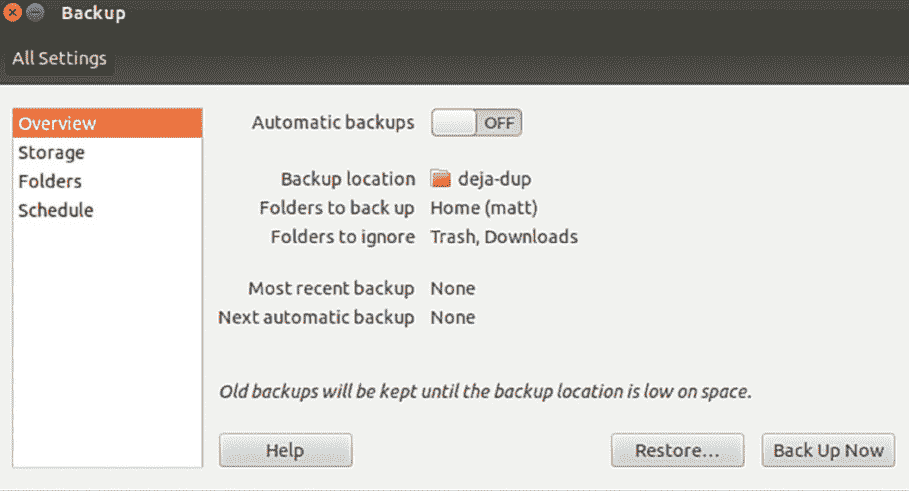 Backup
All Settings
Overview
Storage
Folders
Schedule
Automatic backups OFF
Backup location deja-dup
Folders to back up Home (matt)
Folders to ignore Trash, Downloads
Most recent backup None
Next automatic backup None
Old backups will be kept until the backup location is low on space.
Help Restore... Back Up Now